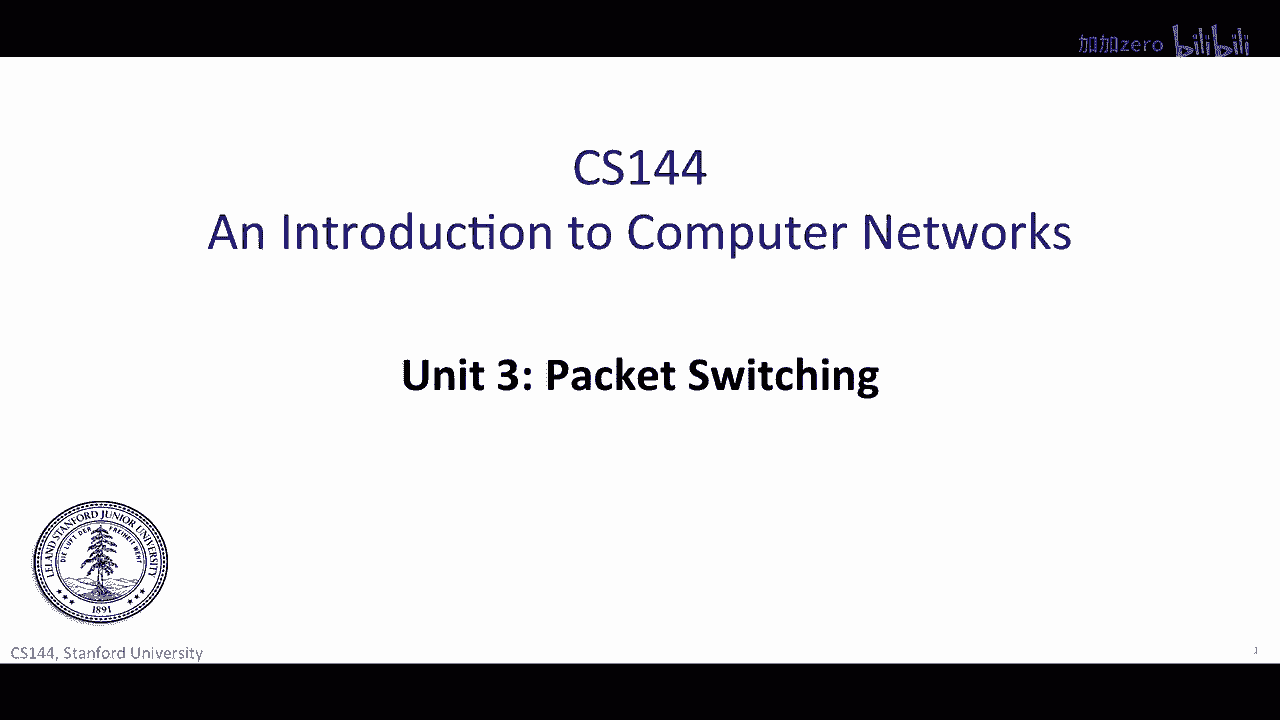 加加zero bilibili
CS144
An Introduction to Computer Networks
Unit 3: Packet Switching
LELAND STANFORD JUNIOR UNIVERSITY
DIE LUFT DER FREIHEIT WEHT
1891
CS144, Stanford University
1